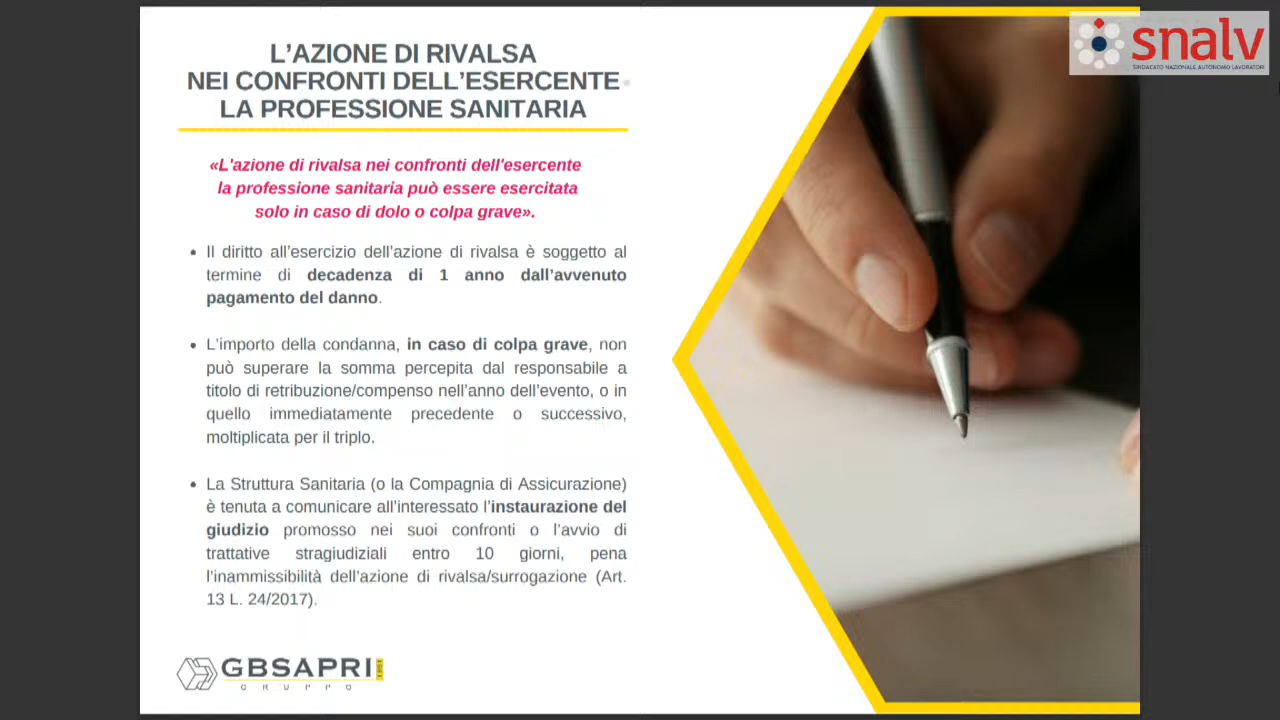 snalv
SINDACATO NAZIONALE AUTONOMO LAVORATORI
L’AZIONE DI RIVALSA
NEI CONFRONTI DELL’ESERCENTE
LA PROFESSIONE SANITARIA
«L'azione di rivalsa nei confronti dell'esercente
la professione sanitaria può essere esercitata
solo in caso di dolo o colpa grave».
• Il diritto all’esercizio dell’azione di rivalsa è soggetto al
termine di decadenza di 1 anno dall’avvenuto
pagamento del danno.
• L’importo della condanna, in caso di colpa grave, non
può superare la somma percepita dal responsabile a
titolo di retribuzione/compenso nell’anno dell’evento, o in
quello immediatamente precedente o successivo,
moltiplicata per il triplo.
• La Struttura Sanitaria (o la Compagnia di Assicurazione)
è tenuta a comunicare all’interessato l’instaurazione del
giudizio promosso nei suoi confronti o l’avvio di
trattative stragiudiziali entro 10 giorni, pena
l’inammissibilità dell’azione di rivalsa/surrogazione (Art.
13 L. 24/2017).
GBSAPRI
GRUPPO